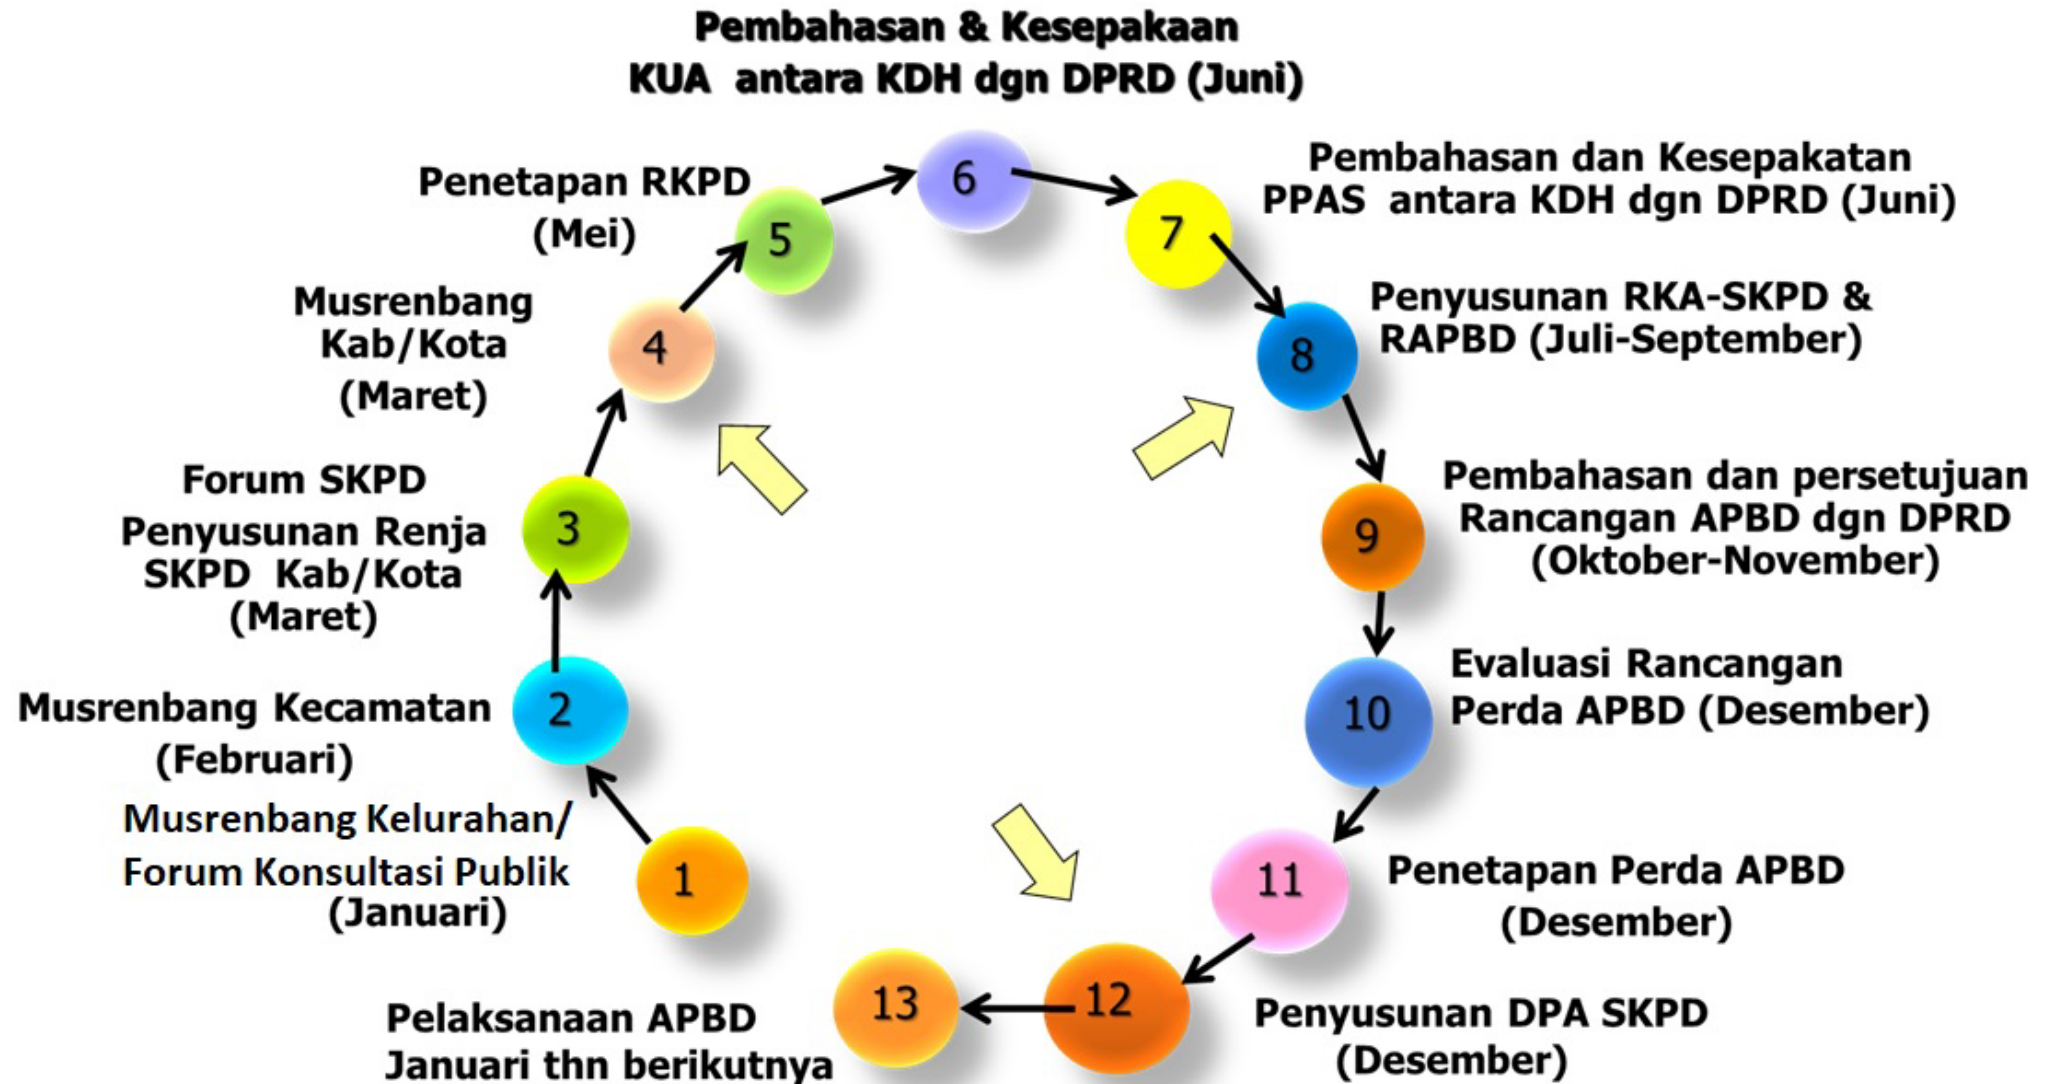 Pembahasan & Kesepakaan
KUA antara KDH dgn DPRD (Juni)
6
Pembahasan dan Kesepakatan
PPAS antara KDH dgn DPRD (Juni)
7
Penetapan RKPD
(Mei)
5
Penyusunan RKA-SKPD &
RAPBD (Juli-September)
8
Musrenbang
Kab/Kota
(Maret)
4
Pembahasan dan persetujuan
Rancangan APBD dgn DPRD
(Oktober-November)
9
Forum SKPD
Penyusunan Renja
SKPD Kab/Kota
(Maret)
3
Evaluasi Rancangan
Perda APBD (Desember)
10
Musrenbang Kecamatan
(Februari)
2
Musrenbang Kelurahan/
Forum Konsultasi Publik
(Januari)
1
Penetapan Perda APBD
(Desember)
11
Penyusunan DPA SKPD
(Desember)
12
13
Pelaksanaan APBD
Januari thn berikutnya